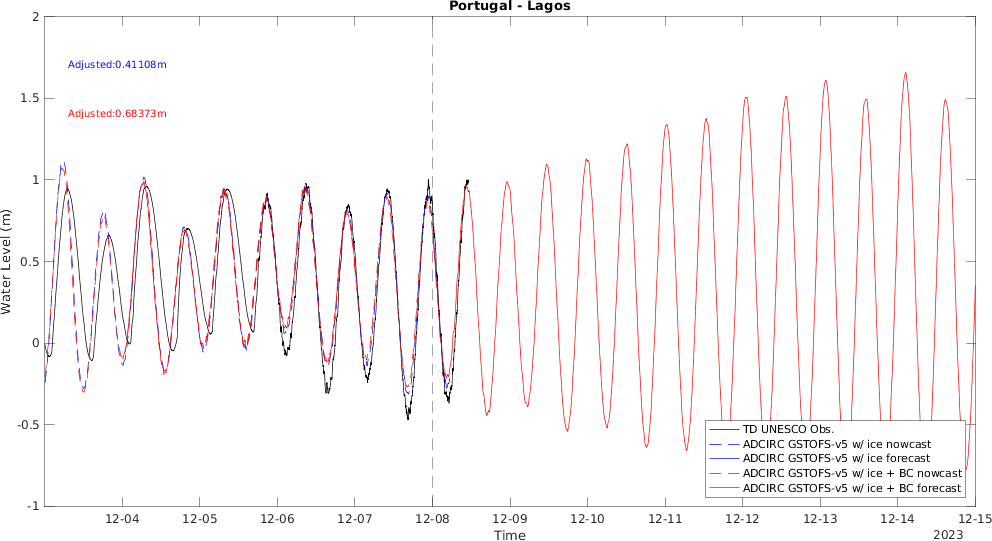 Portugal - Lagos
2
1.5
1
0.5
0
-0.5
-1
Water Level (m)
Adjusted:0.41108m
Adjusted:0.68373m
TD UNESCO Obs.
ADCIRC GSTOFS-v5 w/ ice nowcast
ADCIRC GSTOFS-v5 w/ ice forecast
ADCIRC GSTOFS-v5 w/ ice + BC nowcast
ADCIRC GSTOFS-v5 w/ ice + BC forecast
12-04 12-05 12-06 12-07 12-08 12-09 12-10 12-11 12-12 12-13 12-14 12-15
Time
2023